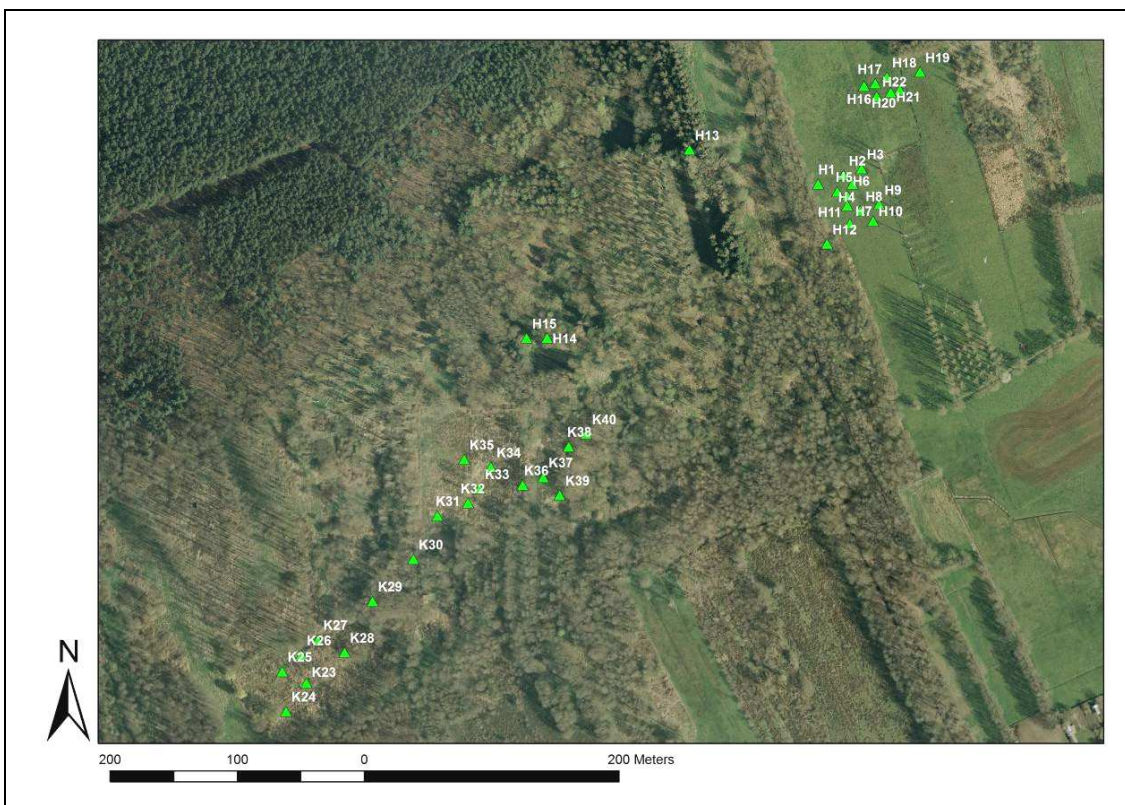 H18 H19
H17 H22
H16 H20 H21
H13
H3
H2
H1 H5 H6
H4 H8 H9
H11 H7 H10
H12
H15
H14
K40
K38
K35 K34
K33 K36 K37
K31 K32 K39
K30
K29
K27
K26 K28
K25 K23
K24
N
200 100 0 200 Meters